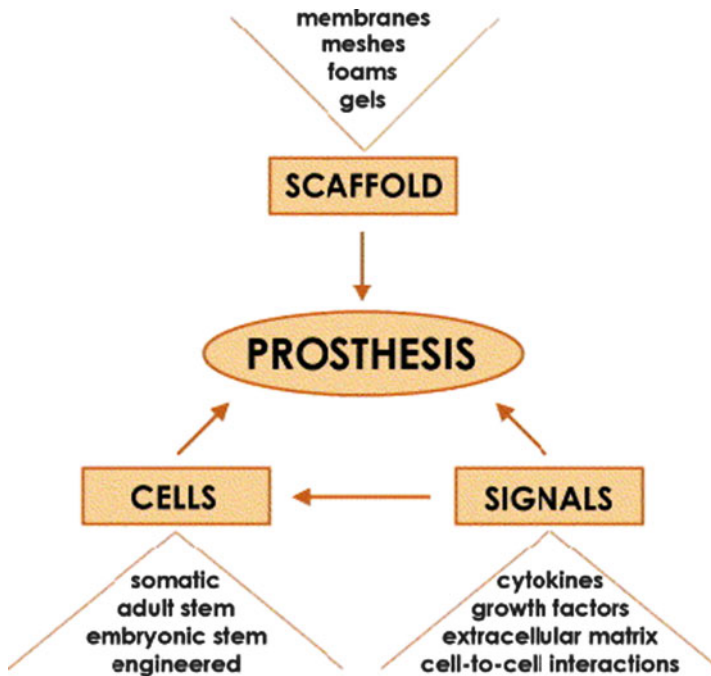 membranes
meshes
foams
gels
SCAFFOLD
PROSTHESIS
CELLS
SIGNALS
somatic
adult stem
embryonic stem
engineered
cytokines
growth factors
extracellular matrix
cell-to-cell interactions